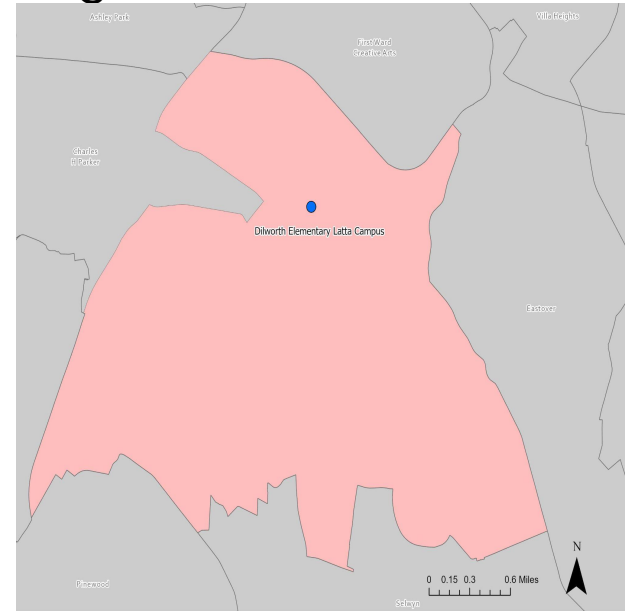 Ashley Park
Villa Heights
First Ward
Creative Arts
Charles
H Parker
Dilworth Elementary Latta Campus
Eastover
N
0 0.15 0.3 0.6 Miles
Pinewood
Selwyn